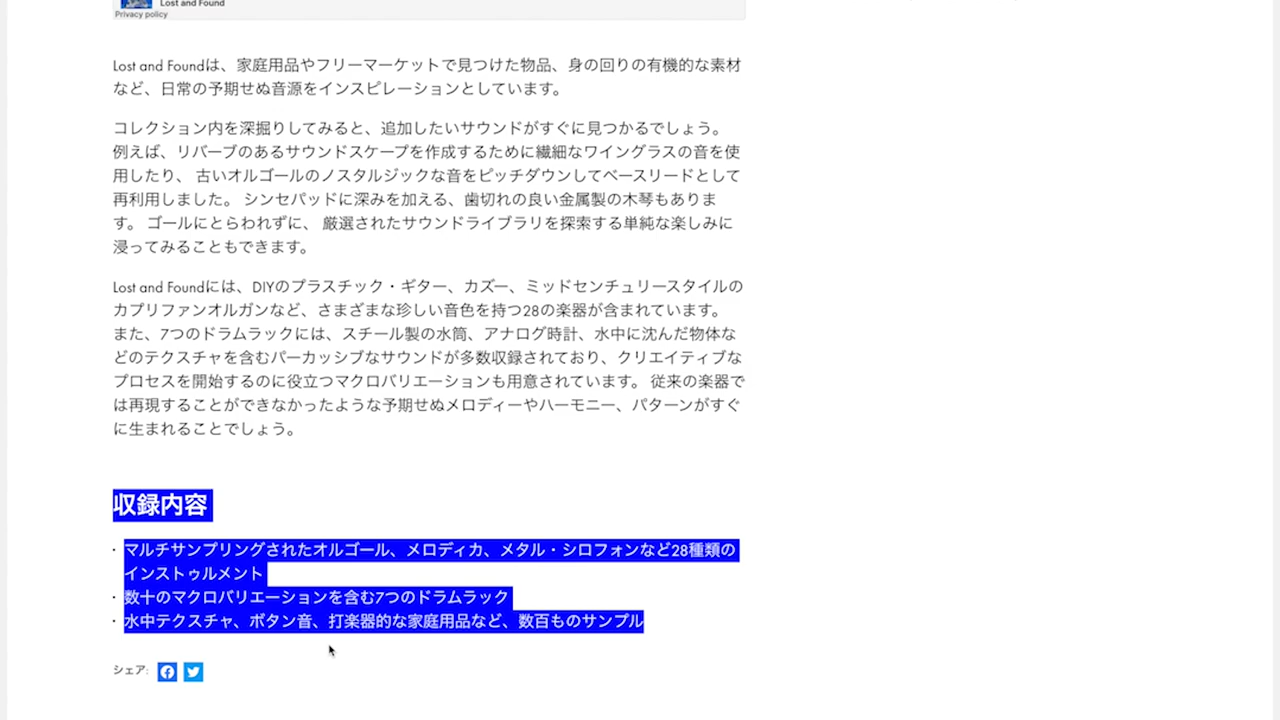 Lost and Found
Privacy policy
Lost and Foundは、家庭用品やフリーマーケットで見つけた物品、身の回りの有機的な素材
など、日常の予期せぬ音源をインスピレーションとしています。
コレクション内を深掘りしてみると、追加したいサウンドがすぐに見つかるでしょう。
例えば、リバーブのあるサウンドスケープを作成するために繊細なワイングラスの音を使
用したり、 古いオルゴールのノスタルジックな音をピッチダウンしてベースリードとして
再利用しました。 シンセパッドに深みを加える、歯切れの良い金属製の木琴もありま
す。 ゴールにとらわれずに、 厳選されたサウンドライブラリを探索する単純な楽しみに
浸ってみることもできます。
Lost and Foundには、DIYのプラスチック・ギター、カズー、ミッドセンチュリースタイルの
カプリファンオルガンなど、さまざまな珍しい音色を持つ28の楽器が含まれています。
また、7つのドラムラックには、スチール製の水筒、アナログ時計、水中に沈んだ物体な
どのテクスチャを含むパーカッシブなサウンドが多数収録されており、クリエイティブな
プロセスを開始するのに役立つマクロバリエーションも用意されています。 従来の楽器で
は再現することができなかったような予期せぬメロディーやハーモニー、パターンがすぐ
に生まれることでしょう。
収録内容
· マルチサンプリングされたオルゴール、メロディカ、メタル・シロフォンなど28種類の
インストゥルメント
· 数十のマクロバリエーションを含む7つのドラムラック
· 水中テクスチャ、ボタン音、打楽器的な家庭用品など、数百ものサンプル
シェア: